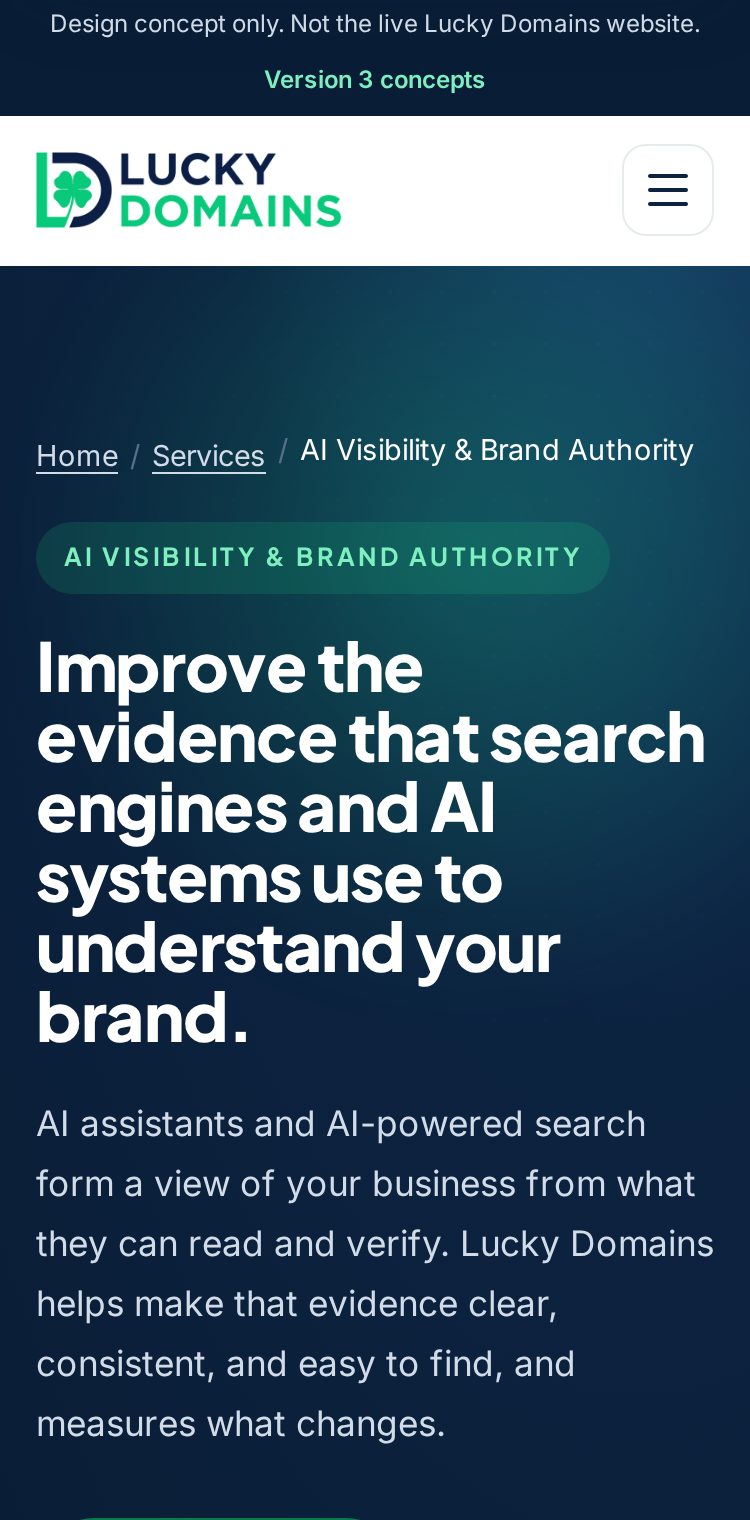 Design concept only. Not the live Lucky Domains website.
Version 3 concepts
LUCKY
DOMAINS
Home / Services / AI Visibility & Brand Authority
AI VISIBILITY & BRAND AUTHORITY
Improve the
evidence that search
engines and AI
systems use to
understand your
brand.
AI assistants and AI-powered search
form a view of your business from what
they can read and verify. Lucky Domains
helps make that evidence clear,
consistent, and easy to find, and
measures what changes.